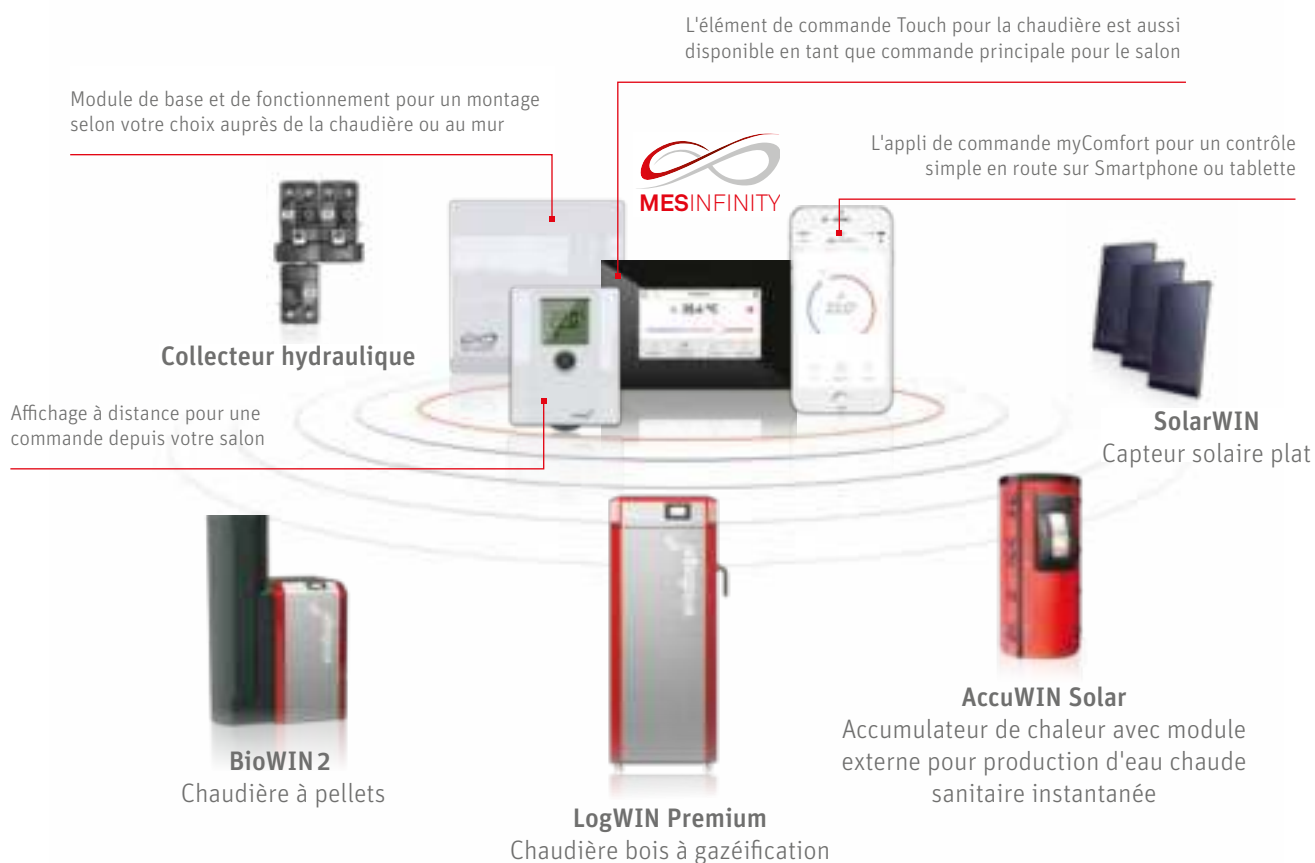 L'élément de commande Touch pour la chaudière est aussi
disponible en tant que commande principale pour le salon
Module de base et de fonctionnement pour un montage
selon votre choix auprès de la chaudière ou au mur
L'appli de commande myComfort pour un contrôle
simple en route sur Smartphone ou tablette
MESINFINITY
Collecteur hydraulique
Affichage à distance pour une
commande depuis votre salon
SolarWIN
Capteur solaire plat
BioWIN 2
Chaudière à pellets
LogWIN Premium
Chaudière bois à gazéification
AccuWIN Solar
Accumulateur de chaleur avec module
externe pour production d'eau chaude
sanitaire instantanée